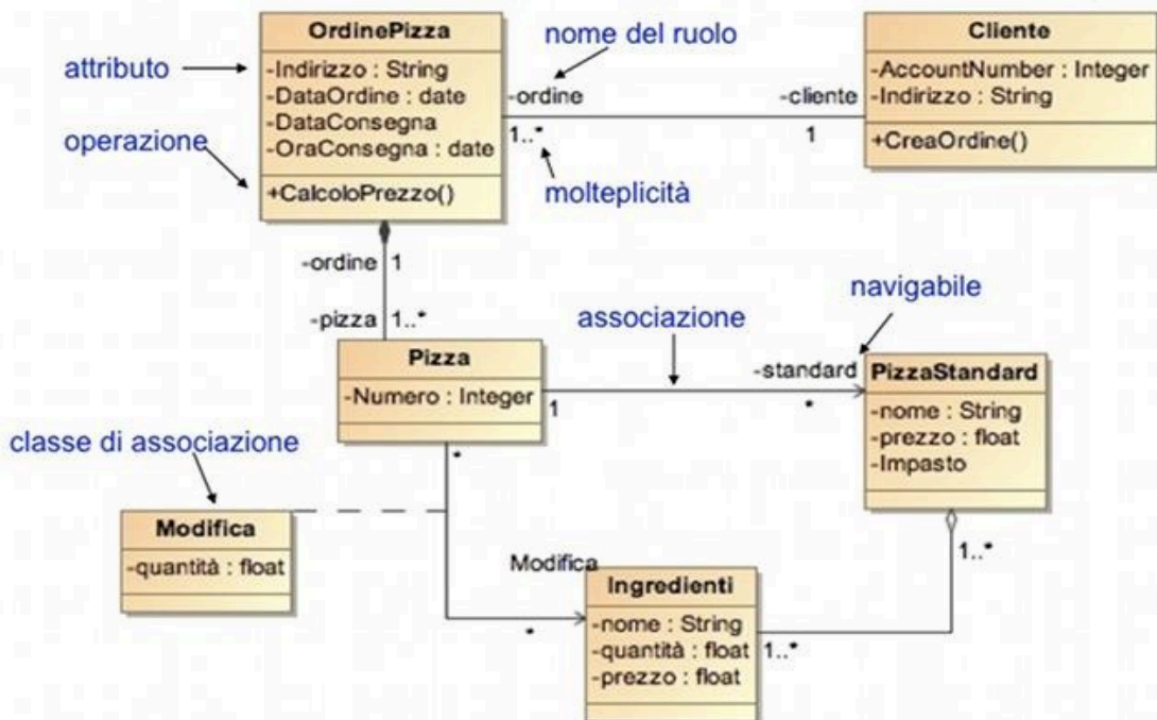 OrdinePizza
-Indirizzo : String
-DataOrdine : date
-DataConsegna
-OraConsegna : date
+CalcoloPrezzo()
attributo
operazione
nome del ruolo
-ordine
1..*
molteplicità
-cliente
1
Cliente
-AccountNumber : Integer
-Indirizzo : String
+CreaOrdine()
-ordine
1
-pizza
1..*
Pizza
-Numero : Integer
1
associazione
navigabile
-standard
*
PizzaStandard
-nome : String
-prezzo : float
-Impasto
classe di associazione
Modifica
-quantità : float
*
Modifica
*
Ingredienti
-nome : String
-quantità : float
-prezzo : float
1..*
1..*